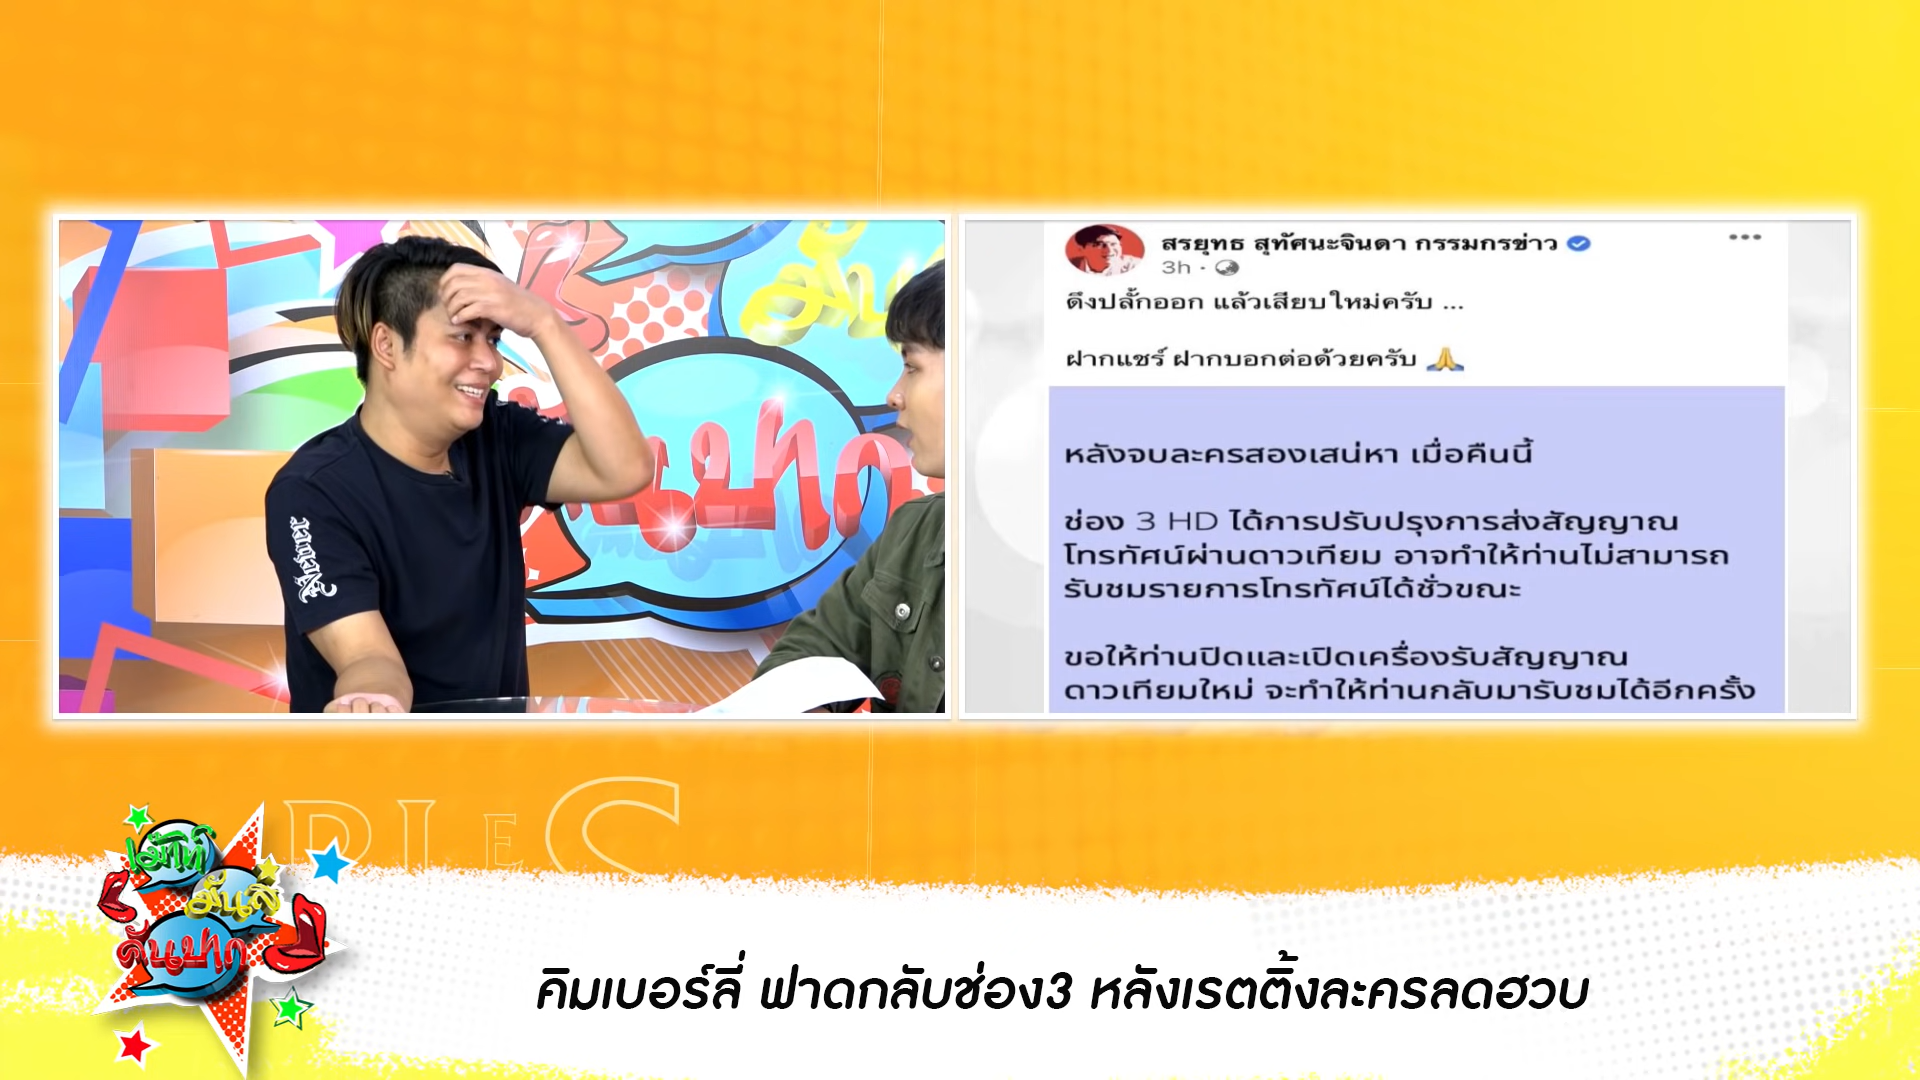 สรยุทธ สุทัศนะจินดา กรรมกรข่าว
3h ·
ดึงปลั้กออก แล้วเสียบใหม่ครับ ...
ฝากแชร์ ฝากบอกต่อด้วยครับ 🙏
หลังจบละครสองเสน่หา เมื่อคืนนี้
ช่อง 3 HD ได้การปรับปรุงการส่งสัญญาณ
โทรทัศน์ผ่านดาวเทียม อาจทำให้ท่านไม่สามารถ
รับชมรายการโทรทัศน์ได้ชั่วขณะ
ขอให้ท่านปิดและเปิดเครื่องรับสัญญาณ
ดาวเทียมใหม่ จะทำให้ท่านกลับมารับชมได้อีกครั้ง
เม้าท์
มันส์
คันปาก
คิมเบอร์ลี่ ฟาดกลับช่อง3 หลังเรตติ้งละครลดฮวบ